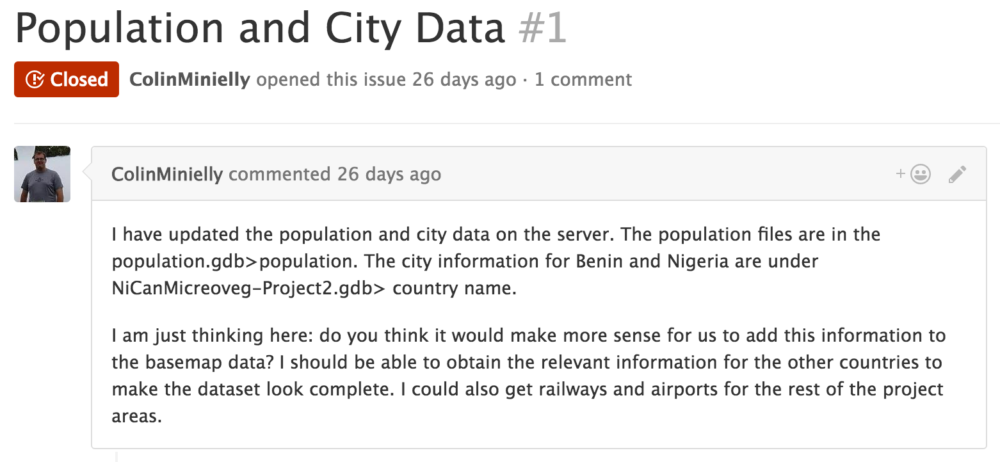 Population and City Data #1
Closed ColinMinielly opened this issue 26 days ago · 1 comment
ColinMinielly commented 26 days ago
+
I have updated the population and city data on the server. The population files are in the
population.gdb>population. The city information for Benin and Nigeria are under
NiCanMicreoveg-Project2.gdb> country name.
I am just thinking here: do you think it would make more sense for us to add this information to
the basemap data? I should be able to obtain the relevant information for the other countries to
make the dataset look complete. I could also get railways and airports for the rest of the project
areas.